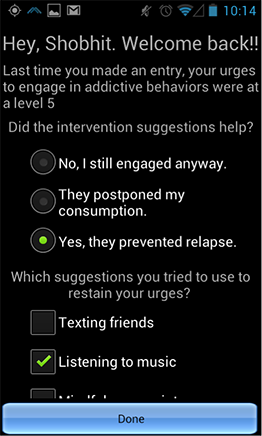 10:14
Hey, Shobhit. Welcome back!!
Last time you made an entry, your urges
to engage in addictive behaviors were at
a level 5
Did the intervention suggestions help?
No, I still engaged anyway.
They postponed my
consumption.
Yes, they prevented relapse.
Which suggestions you tried to use to
restain your urges?
Texting friends
Listening to music
Done